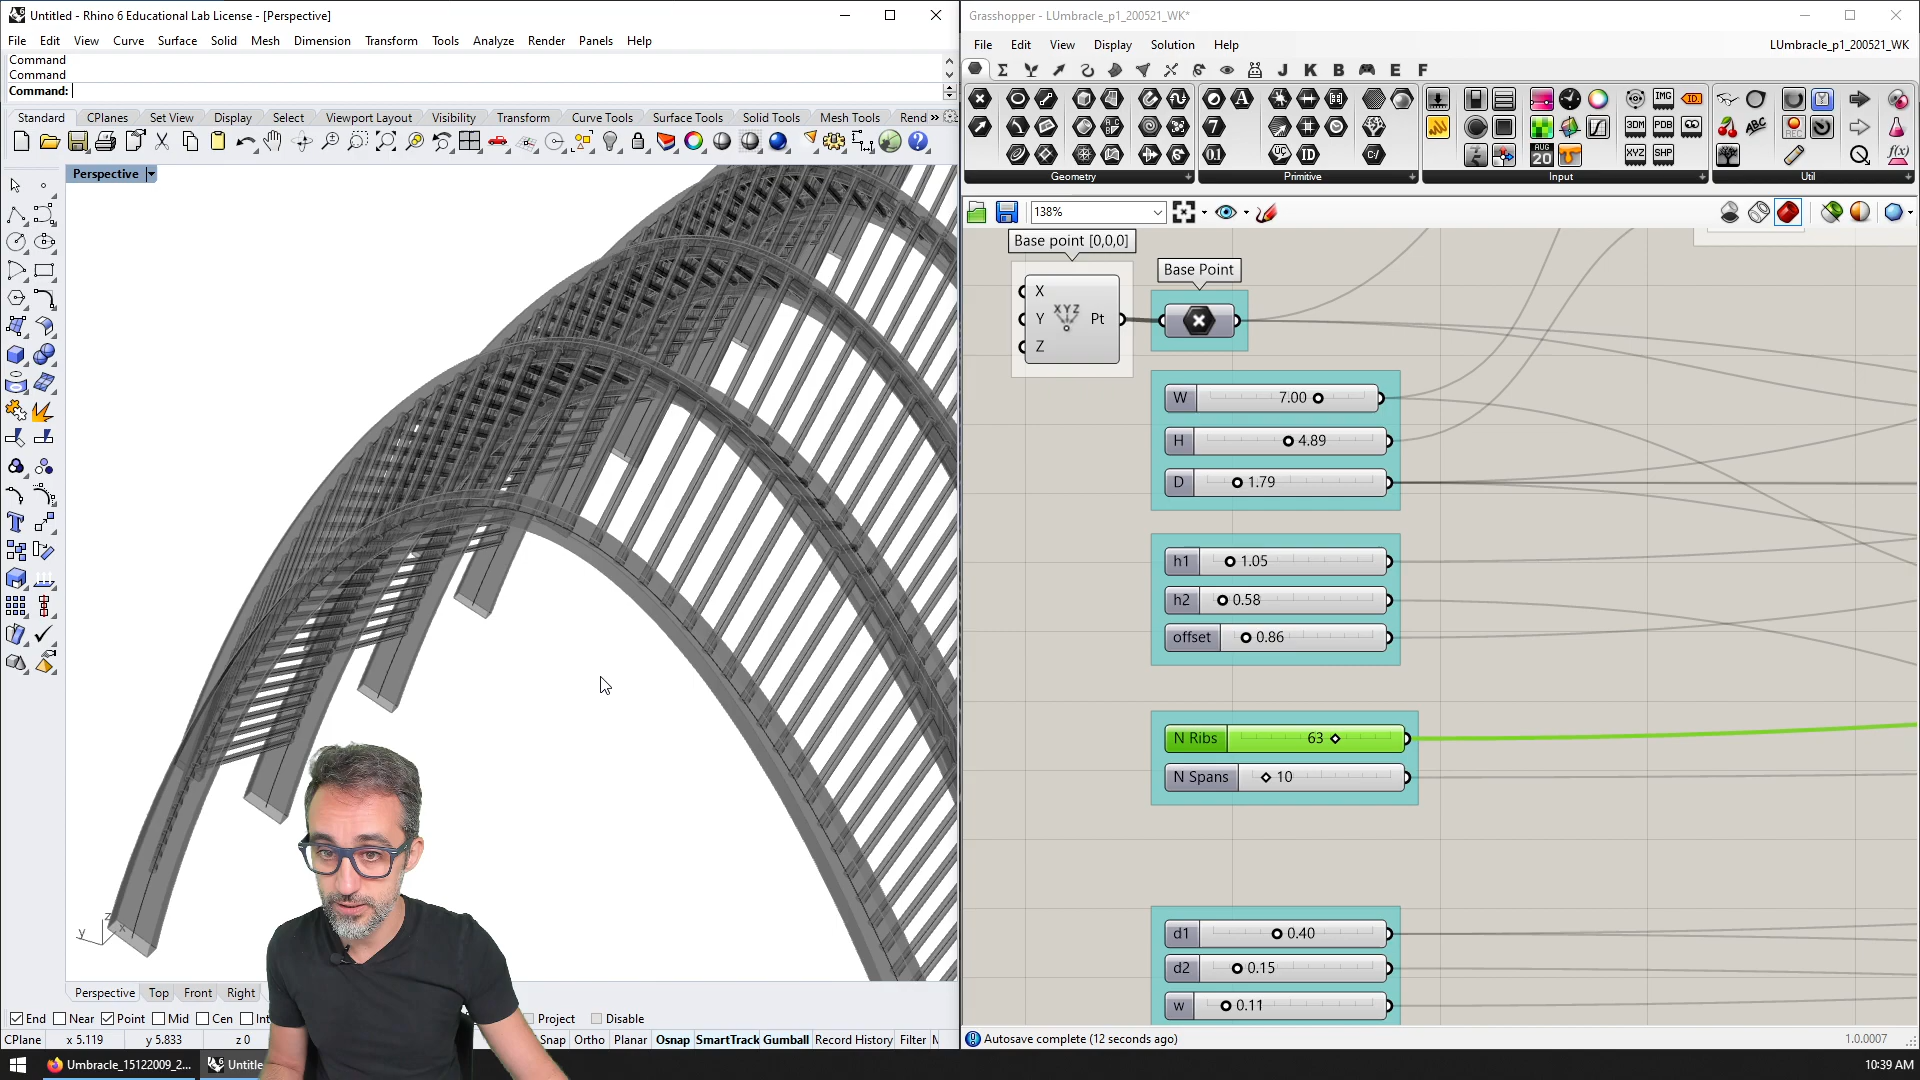 Untitled - Rhino 6 Educational Lab License - [Perspective]
File Edit View Curve Surface Solid Mesh Dimension Transform Tools Analyze Render Panels Help
Command
Command
Command:
Standard CPlanes Set View Display Select Viewport Layout Visibility Transform Curve Tools Surface Tools Solid Tools Mesh Tools Rend »
Perspective
z
y
x
Perspective Top Front Right
End Near Point Mid Cen Int Project Disable
CPlane x 5.119 y 5.833 z 0 Snap Ortho Planar Osnap SmartTrack Gumball Record History Filter
Umbracle_15122009_2... Untitle
Grasshopper - LUmbracle_p1_200521_WK*
File Edit View Display Solution Help LUmbracle_p1_200521_WK
J K B E F
Geometry Primitive Input Util
138%
Base point [0,0,0]
X
Y
Z
XYZ
Pt
Base Point
W 7.00
H 4.89
D 1.79
h1 1.05
h2 0.58
offset 0.86
N Ribs 63
N Spans 10
d1 0.40
d2 0.15
w 0.11
Autosave complete (12 seconds ago) 1.0.0007
10:39 AM